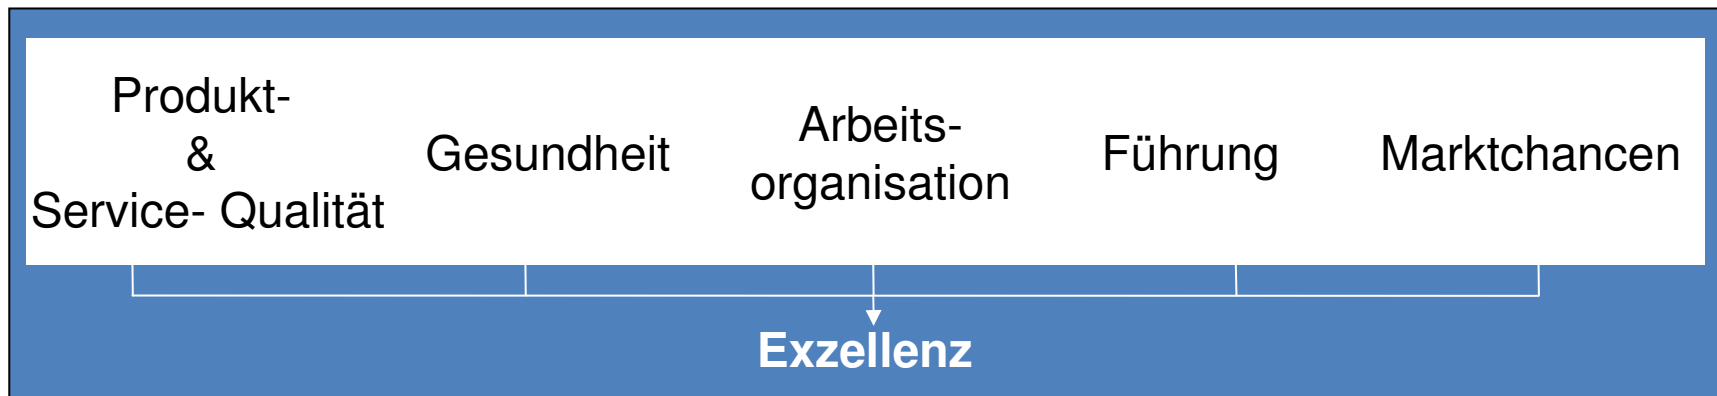 Produkt-
&
Service- Qualität
Gesundheit
Arbeits-
organisation
Führung
Marktchancen
Exzellenz